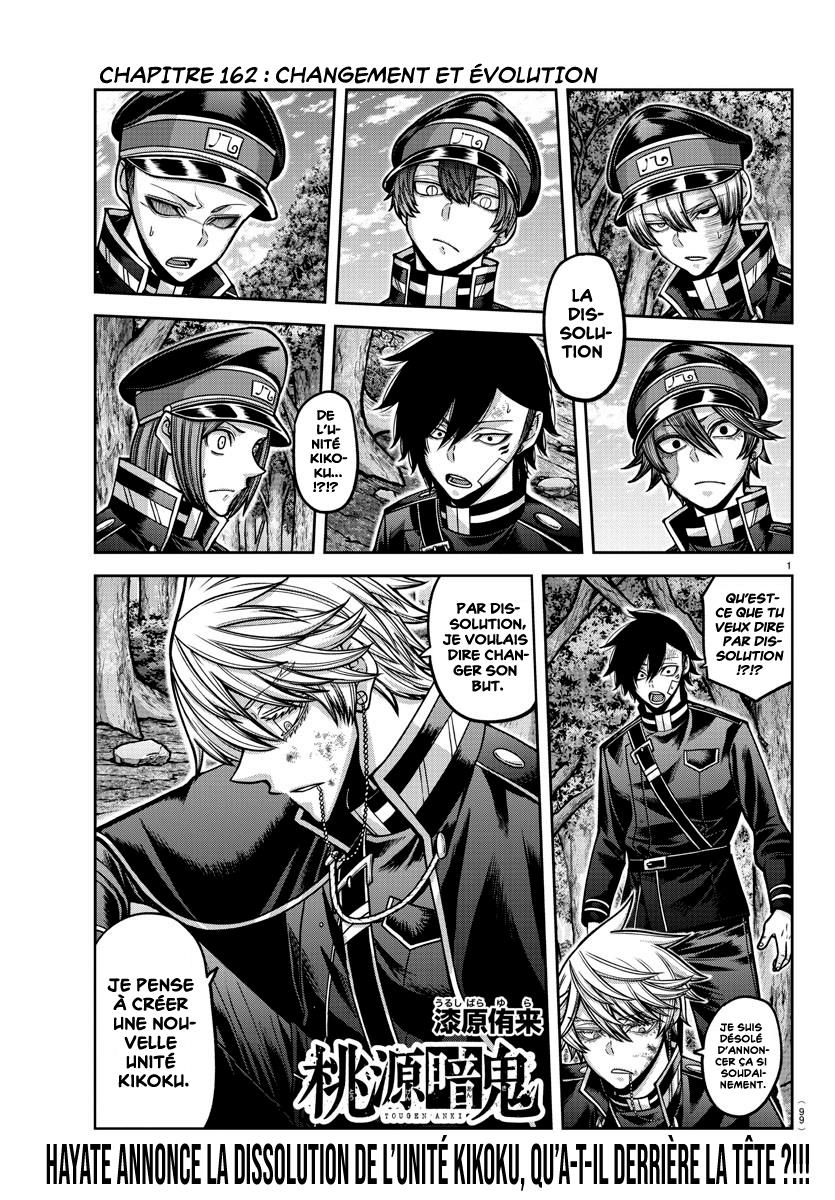 CHAPITRE 162 : CHANGEMENT ET ÉVOLUTION
LA
DIS-
SOLU-
TION
DE
L'UNITÉ
KIKO-
KU...
!?!?
1
QU'EST-
CE QUE TU
VEUX DIRE
PAR DIS-
SOLUTION
!?!?
PAR DIS-
SOLUTION,
JE VOULAIS
DIRE CHAN-
GER SON
BUT.
JE SUIS
DÉSOLÉ
D'ANNON-
CER ÇA SI
SOUDAI-
NEMENT.
JE PENSE
À CRÉER
UNE NOU-
VELLE
UNITÉ
KIKOKU.
うるしばら ゆ ら
漆原侑来
桃源暗鬼
TOUGEN ANKI
(99)
HAYATE ANNONCE LA DISSOLUTION DE L'UNITÉ KIKOKU, QU'A-T-IL DERRIÈRE LA TÊTE ?!!!